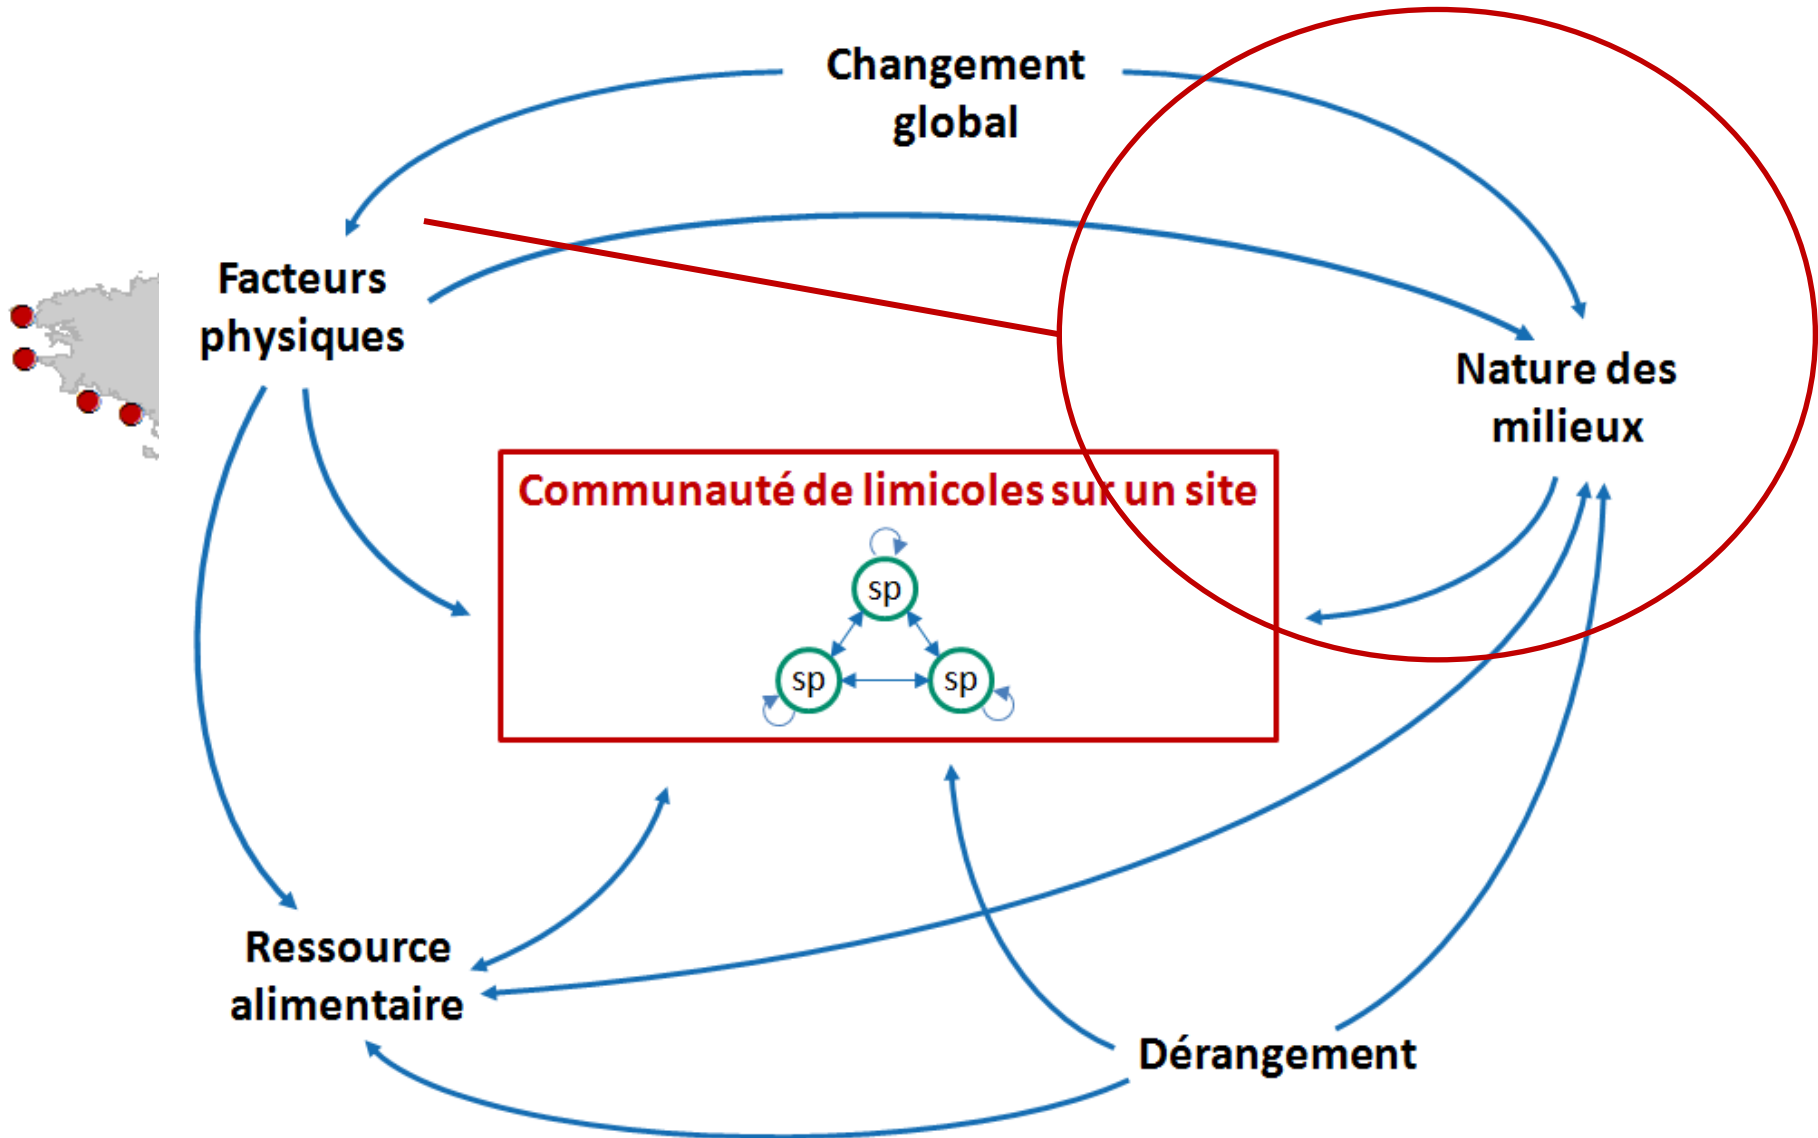 Changement
global
Facteurs
physiques
Nature des
milieux
Communauté de limicoles sur un site
sp
sp
sp
Ressource
alimentaire
Dérangement